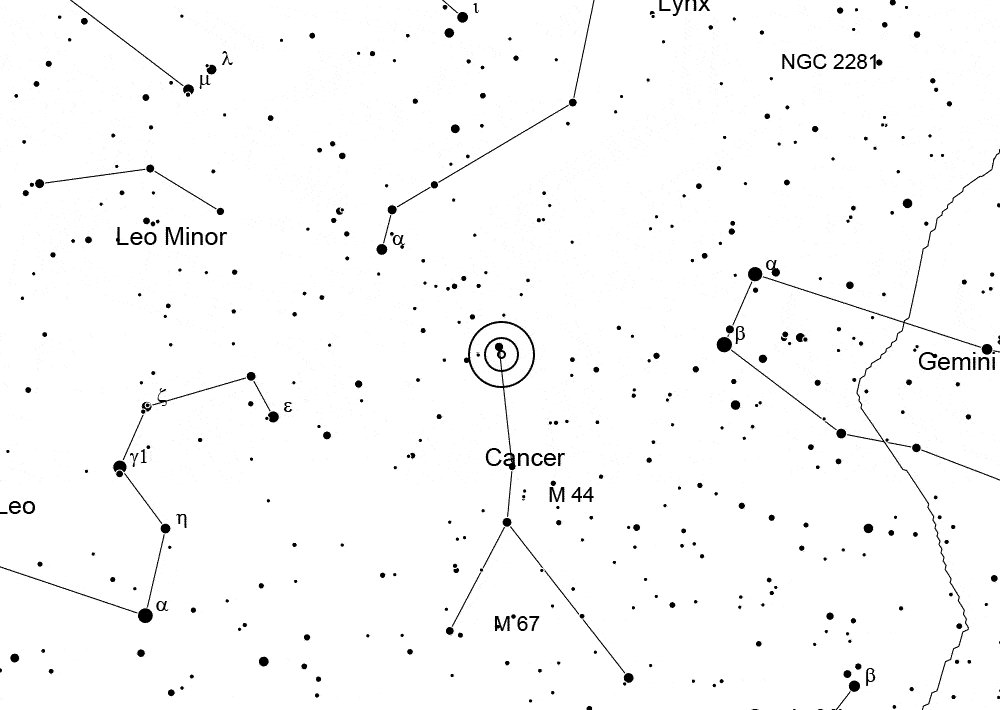 ι
Lynx
λ
μ
NGC 2281
Leo Minor
α
α
β
ε
Gemini
ζ
ε
γ1
Cancer
M 44
Leo
η
α
M 67
β